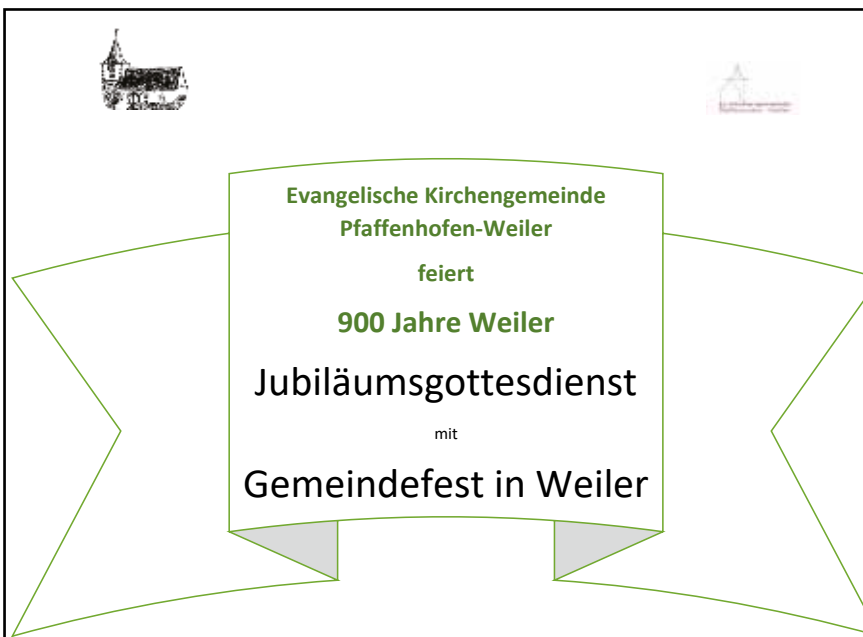 Evangelische Kirchengemeinde
Pfaffenhofen-Weiler
feiert
900 Jahre Weiler
Jubiläumsgottesdienst
mit
Gemeindefest in Weiler